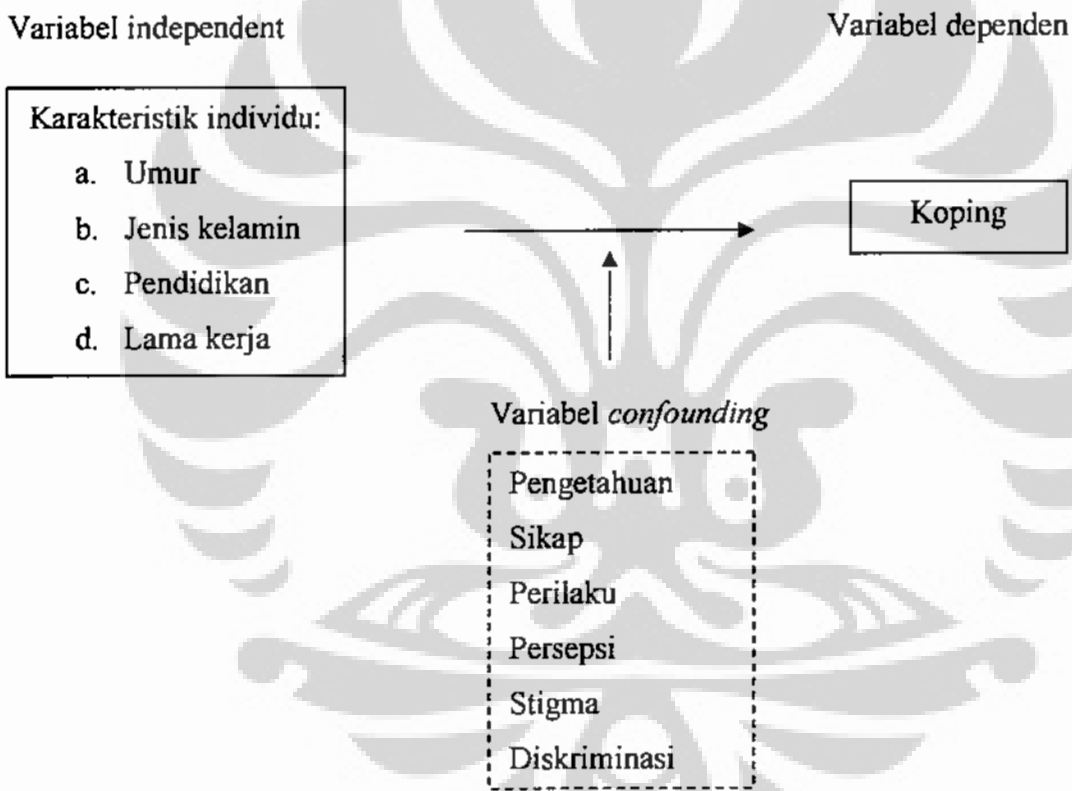 Variabel independent
Variabel dependen
Karakteristik individu:
a. Umur
b. Jenis kelamin
c. Pendidikan
d. Lama kerja
Koping
Variabel confounding
Pengetahuan
Sikap
Perilaku
Persepsi
Stigma
Diskriminasi